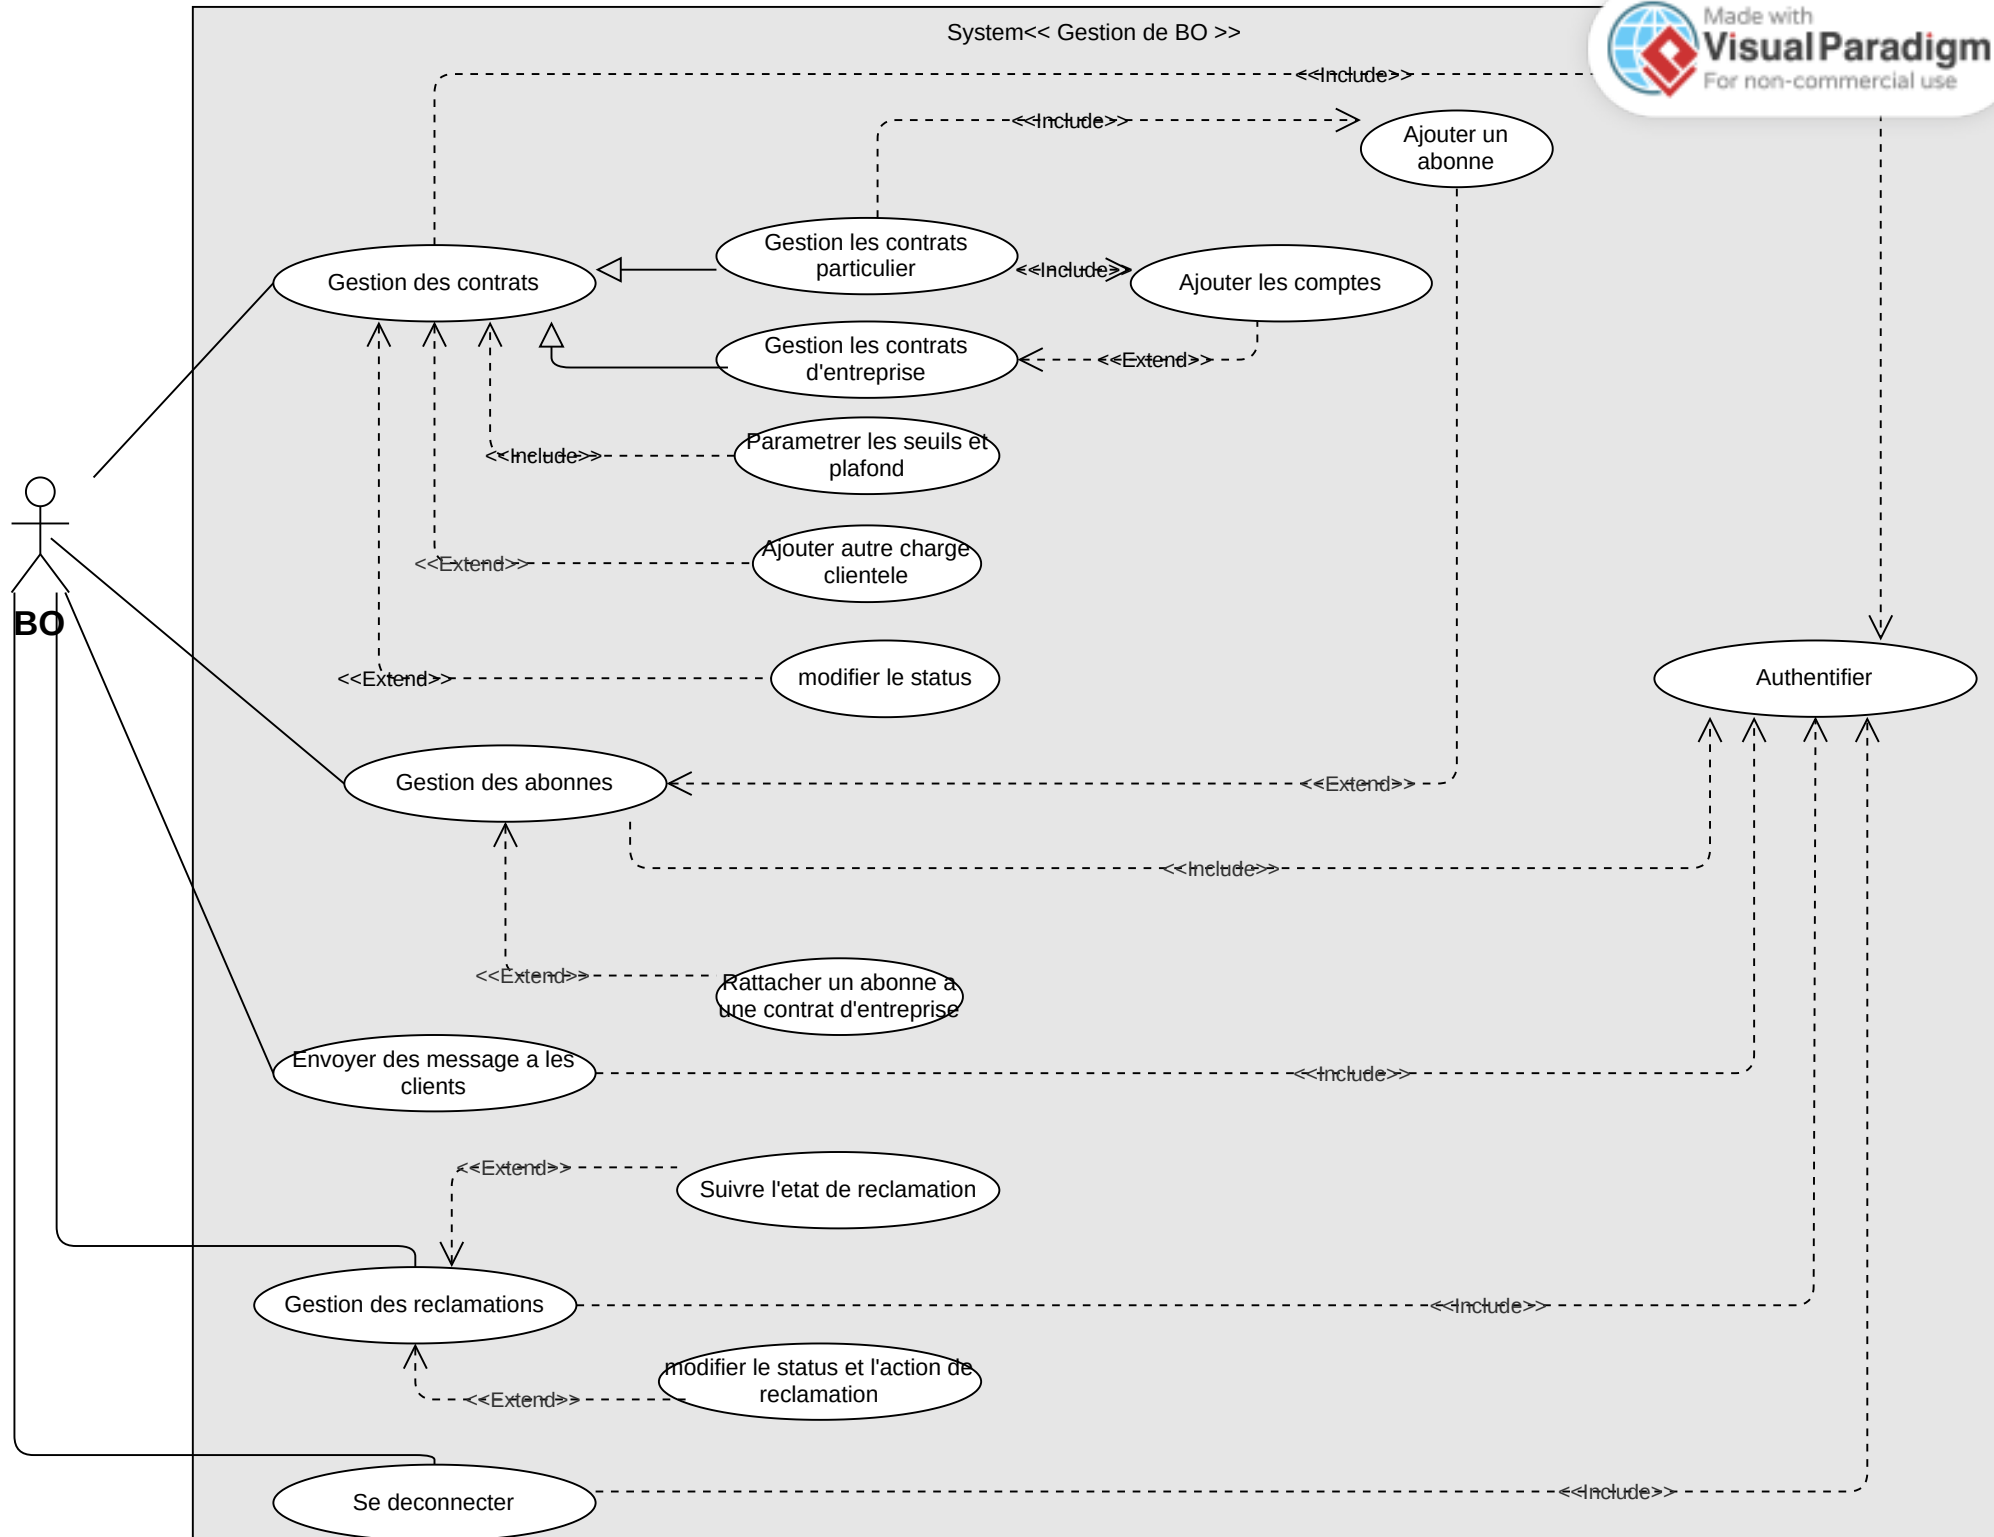 System<< Gestion de BO >>
Made with
Visual Paradigm
For non-commercial use
<<Include>>
<<Include>>
Ajouter un
abonne
Gestion les contrats
particulier
Gestion des contrats
<<Include>>
Ajouter les comptes
Gestion les contrats
d'entreprise
<<Extend>>
Parametrer les seuils et
plafond
<<Include>>
Ajouter autre charge
clientele
<<Extend>>
BO
modifier le status
<<Extend>>
Authentifier
Gestion des abonnes
<<Extend>>
<<Include>>
<<Extend>>
Rattacher un abonne a
une contrat d'entreprise
Envoyer des message a les
clients
<<Include>>
<<Extend>>
Suivre l'etat de reclamation
Gestion des reclamations
<<Include>>
modifier le status et l'action de
reclamation
<<Extend>>
Se deconnecter
<<Include>>